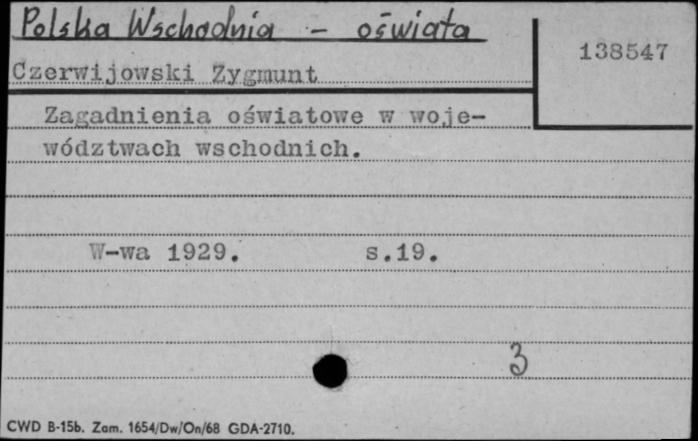 Polska Wschodnia - oświata
138547
Czerwijowski Zygmunt
Zagadnienia oświatowe w woje-
wództwach wschodnich.
W-wa 1929. s.19.
3
CWD B-15b. Zam. 1654/Dw/On/68 GDA-2710.